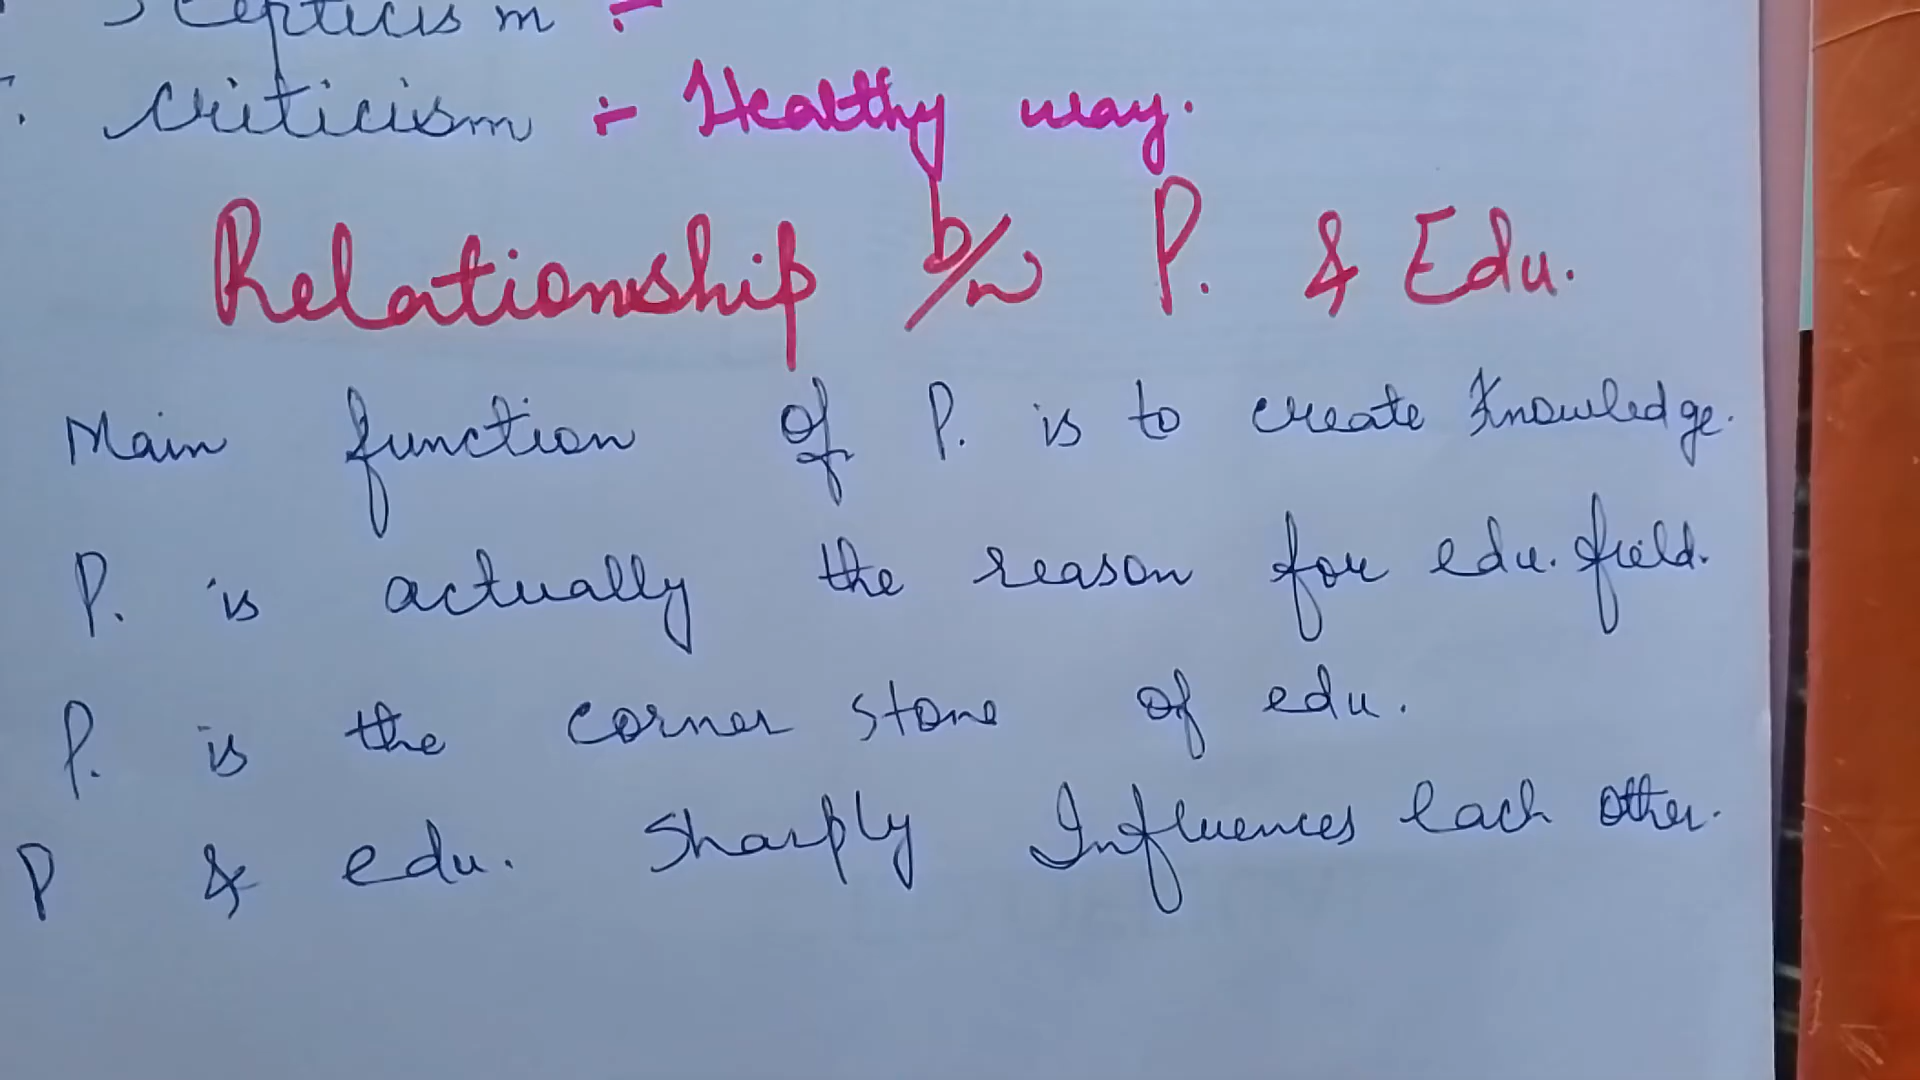 Scepticism :-
criticism :- Healthy way.
Relationship b/w P. & Edu.
Main function of P. is to create Knowledge.
P. is actually the reason for edu. field.
P. is the corner stone of edu.
P & edu. Sharply Influences each other.